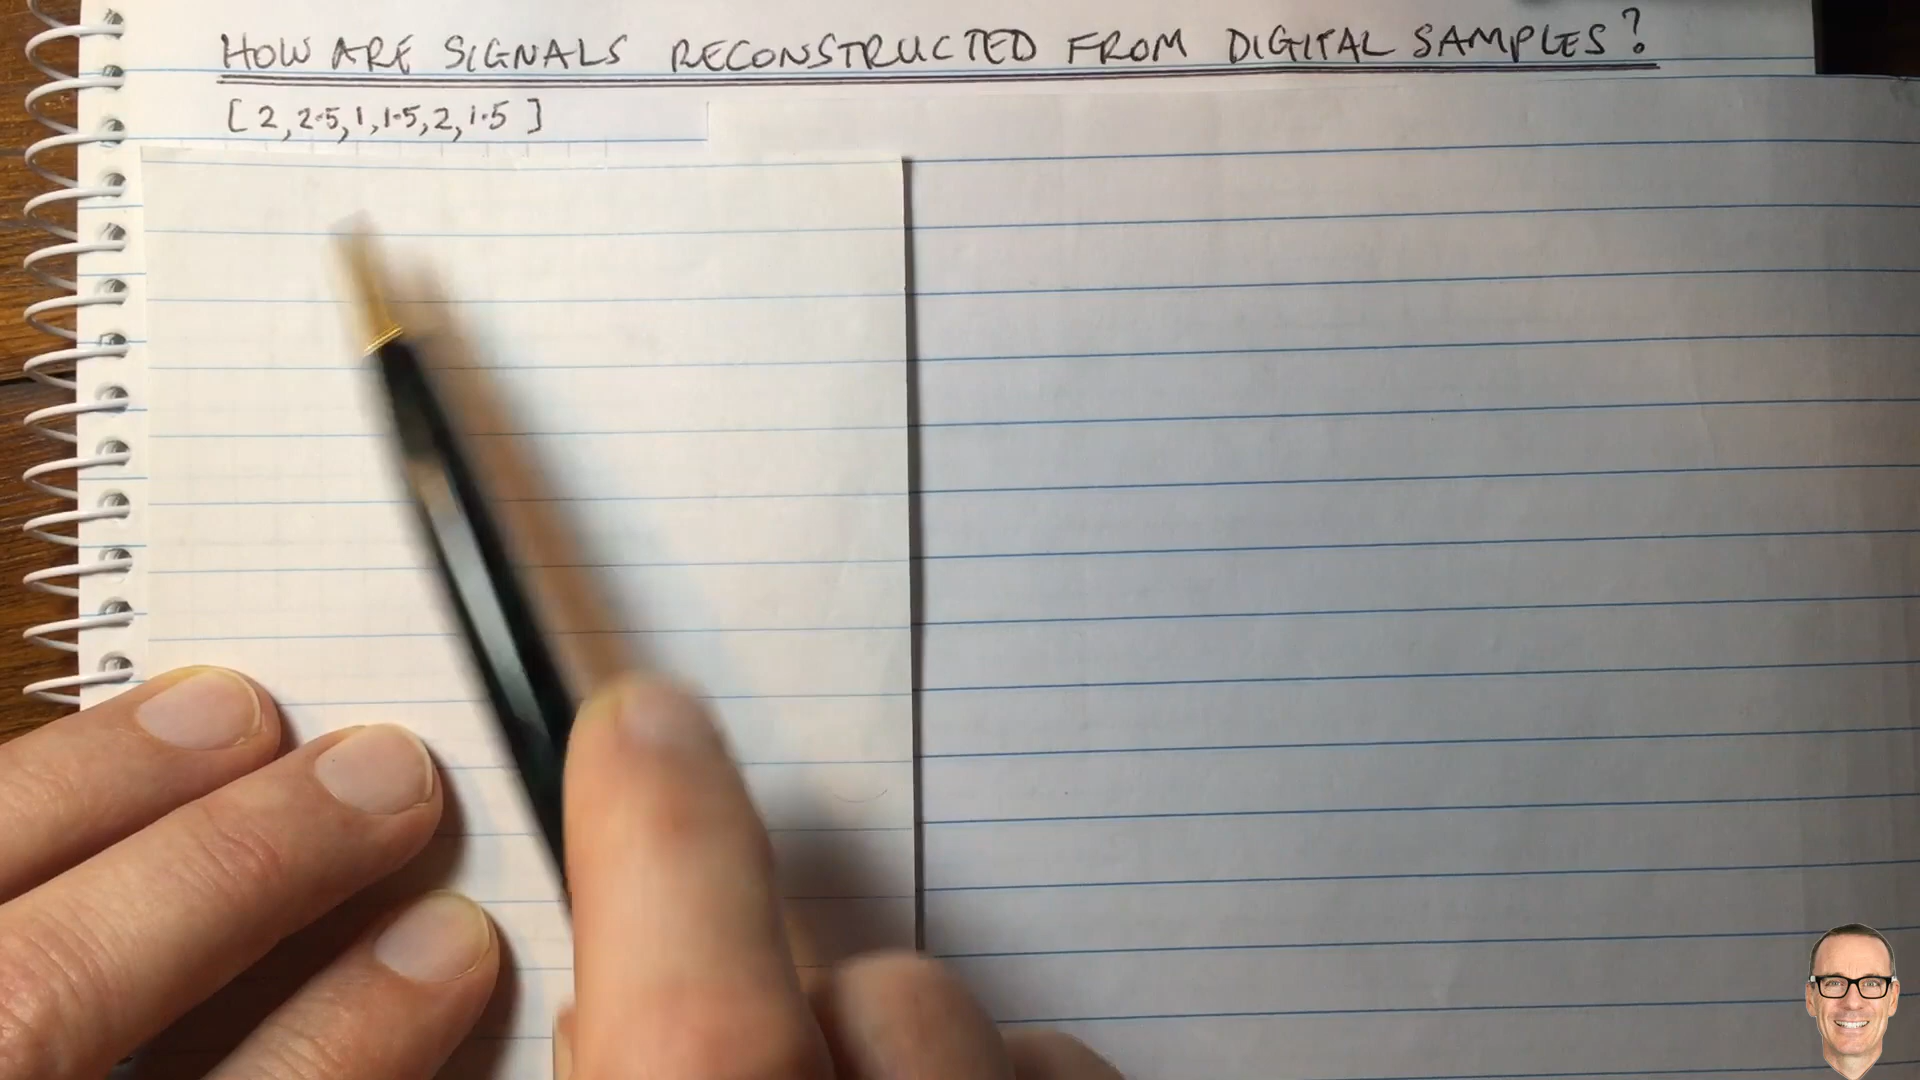 HOW ARE SIGNALS RECONSTRUCTED FROM DIGITAL SAMPLES?
[ 2, 2.5, 1, 1.5, 2, 1.5 ]